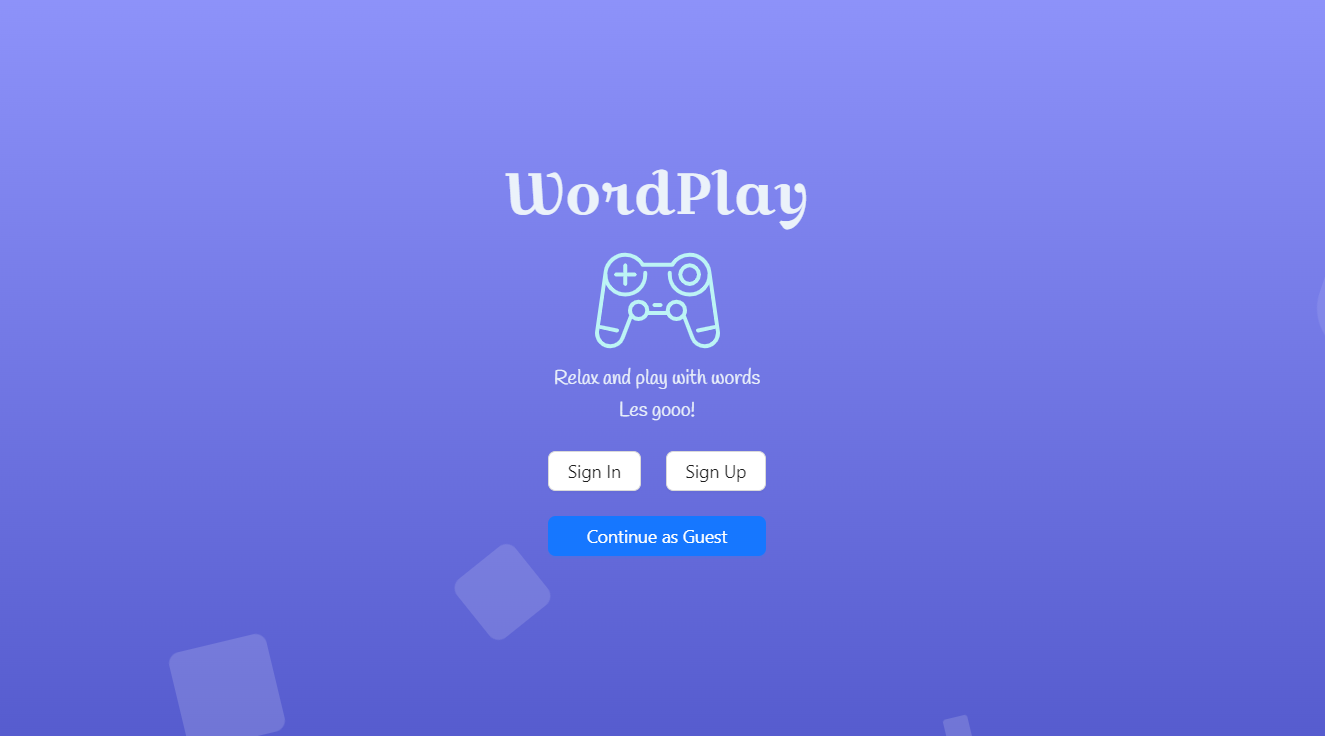 WordPlay
Relax and play with words
Les gooo!
Sign In Sign Up
Continue as Guest